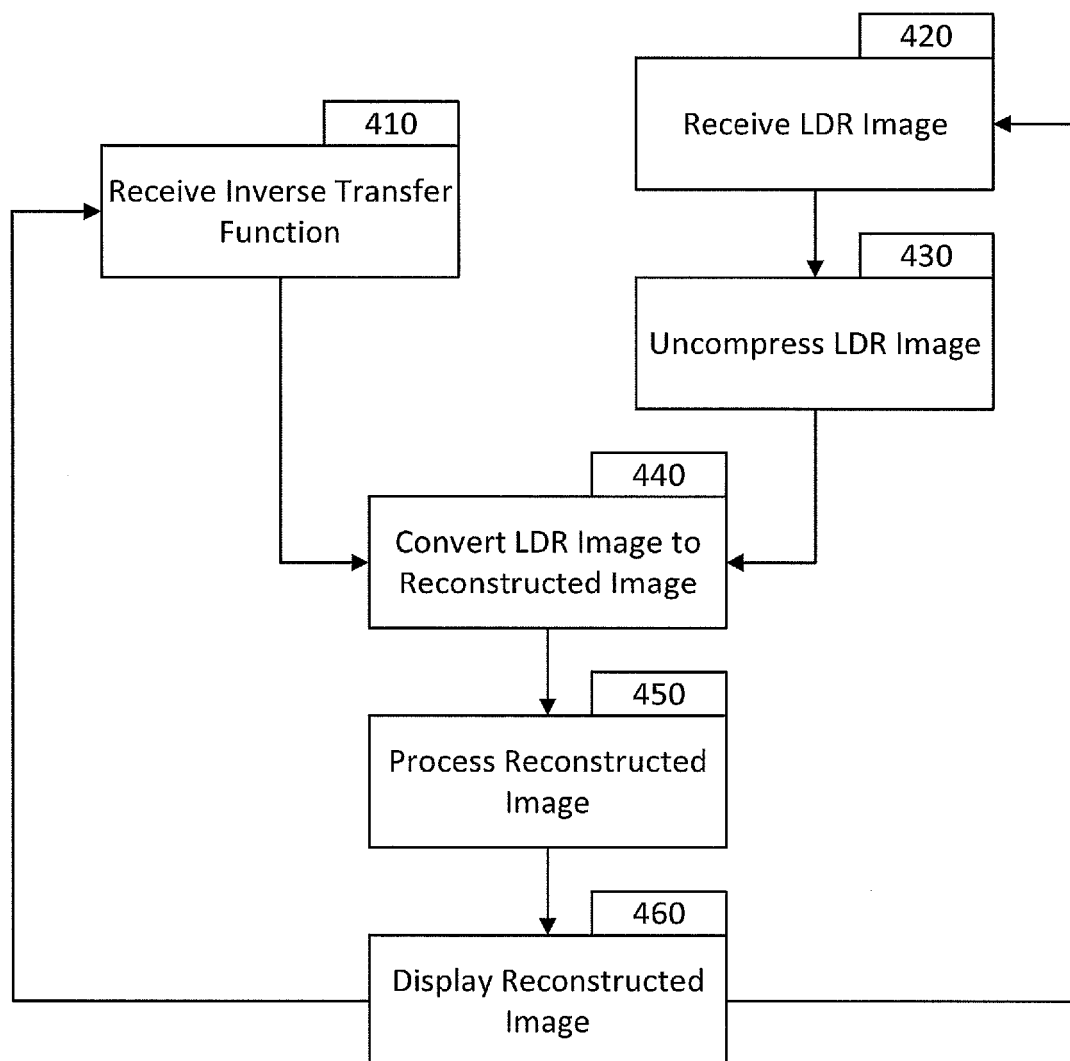 420
Receive LDR Image
410
Receive Inverse Transfer
Function
430
Uncompress LDR Image
440
Convert LDR Image to
Reconstructed Image
450
Process Reconstructed
Image
460
Display Reconstructed
Image